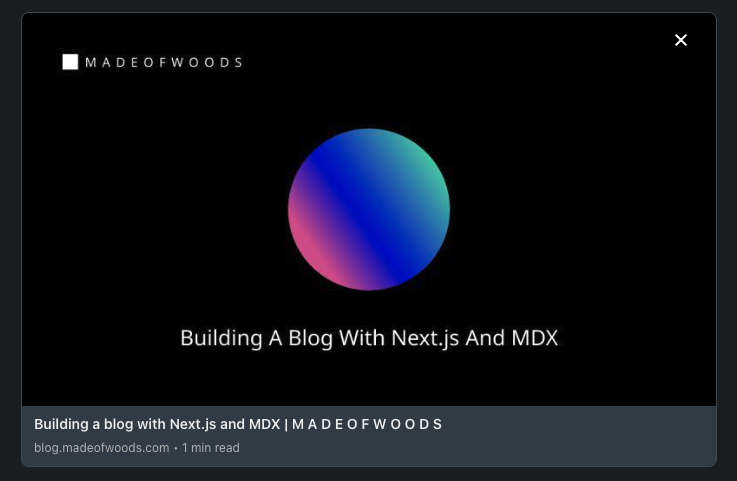 MADEOFWOODS
Building A Blog With Next.js And MDX
Building a blog with Next.js and MDX | M A D E O F W O O D S
blog.madeofwoods.com • 1 min read